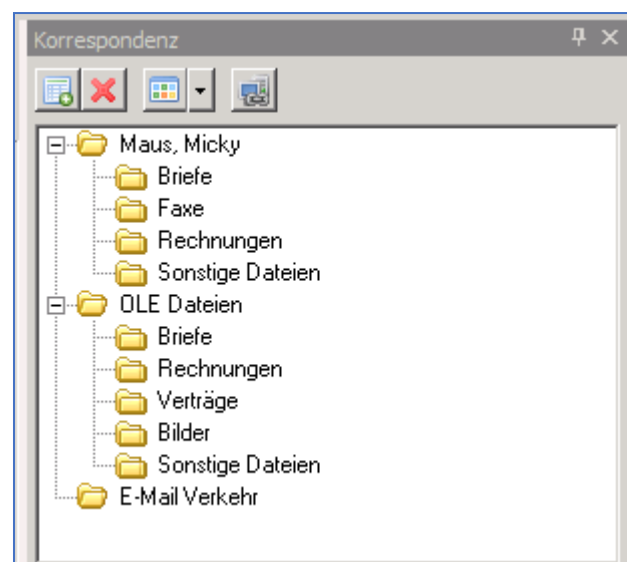 Korrespondenz
Maus, Micky
Briefe
Faxe
Rechnungen
Sonstige Dateien
OLE Dateien
Briefe
Rechnungen
Verträge
Bilder
Sonstige Dateien
E-Mail Verkehr